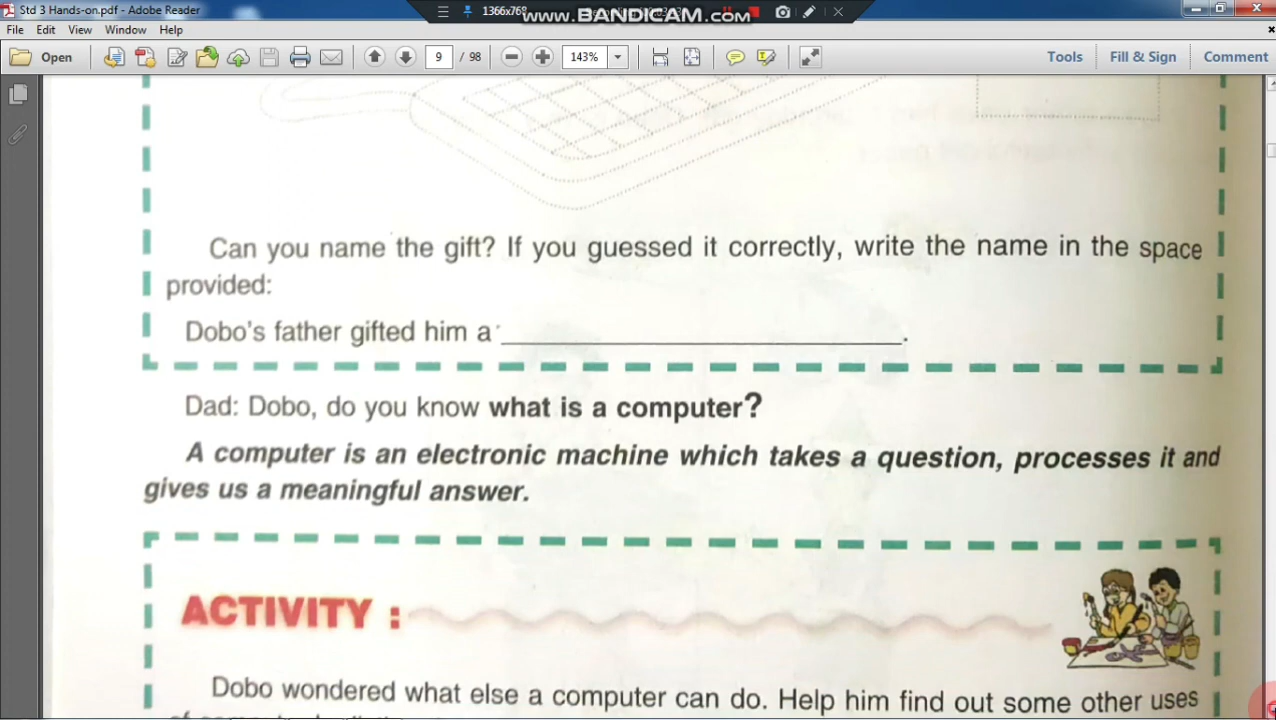 Std 3 Hands-on.pdf - Adobe Reader
1366x768
www.BANDICAM.com
File Edit View Window Help
Open 9 / 98 143% Tools Fill & Sign Comment
Can you name the gift? If you guessed it correctly, write the name in the space
provided:
Dobo's father gifted him a ____________________.
Dad: Dobo, do you know what is a computer?
A computer is an electronic machine which takes a question, processes it and
gives us a meaningful answer.
ACTIVITY :
Dobo wondered what else a computer can do. Help him find out some other uses